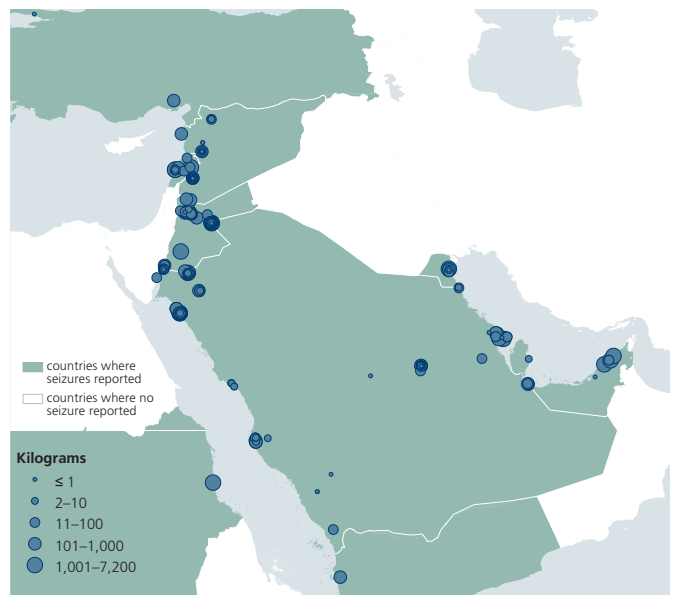 countries where
seizures reported
countries where no
seizure reported
Kilograms
≤ 1
2–10
11–100
101–1,000
1,001–7,200